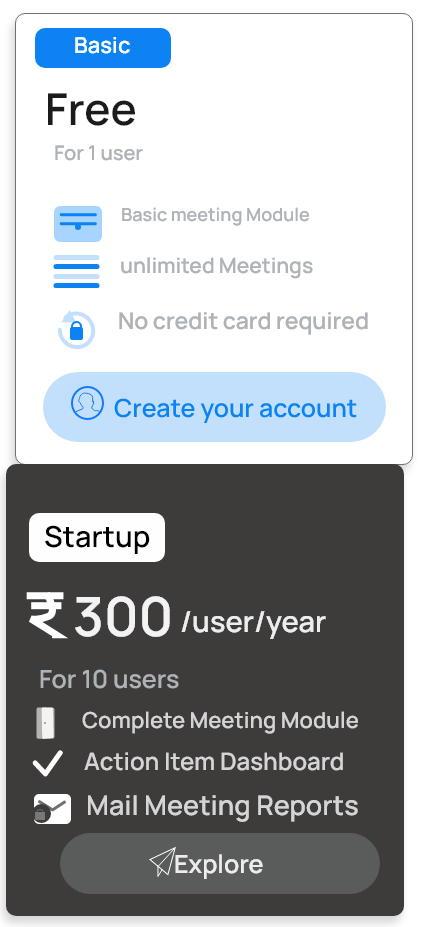 Basic
Free
For 1 user
Basic meeting Module
unlimited Meetings
No credit card required
Create your account
Startup
₹ 300 /user/year
For 10 users
Complete Meeting Module
Action Item Dashboard
Mail Meeting Reports
Explore